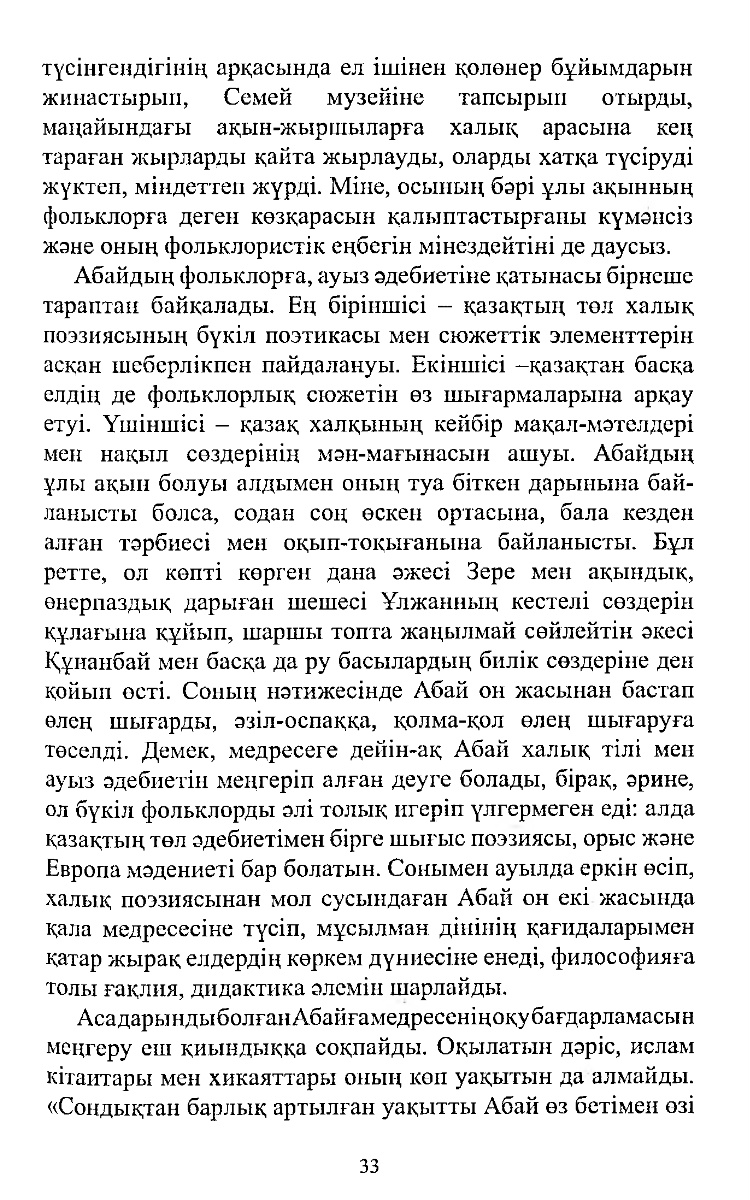 түсінгендігінің арқасында ел ішінен қолөнер бұйымдарын
жинастырып, Семей музейіне тапсырып отырды,
маңайындағы ақын-жыршыларға халық арасына кең
тараған жырларды қайта жырлауды, оларды хатқа түсіруді
жүктеп, міндеттеп жүрді. Міне, осының бәрі ұлы ақынның
фольклорға деген көзқарасын қалыптастырғаны күмәнсіз
және оның фольклористік еңбегін мінездейтіні де даусыз.
Абайдың фольклорға, ауыз әдебиетіне қатынасы бірнеше
тараптан байқалады. Ең біріншісі – қазақтың төл халық
поэзиясының бүкіл поэтикасы мен сюжеттік элементтерін
асқан шеберлікпен пайдалануы. Екіншісі –қазақтан басқа
елдің де фольклорлық сюжетін өз шығармаларына арқау
етуі. Үшіншісі – қазақ халқының кейбір мақал-мәтелдері
мен нақыл сөздерінің мән-мағынасын ашуы. Абайдың
ұлы ақын болуы алдымен оның туа біткен дарынына бай-
ланысты болса, содан соң өскен ортасына, бала кезден
алған тәрбиесі мен оқып-тоқығанына байланысты. Бұл
ретте, ол көпті көрген дана әжесі Зере мен ақындық,
өнерпаздық дарыған шешесі Ұлжанның кестелі сөздерін
құлағына құйып, шаршы топта жаңылмай сөйлейтін әкесі
Құнанбай мен басқа да ру басылардың билік сөздеріне ден
қойып өсті. Соның нәтижесінде Абай он жасынан бастап
өлең шығарды, әзіл-оспаққа, қолма-қол өлең шығаруға
төселді. Демек, медресеге дейін-ақ Абай халық тілі мен
ауыз әдебиетін меңгеріп алған деуге болады, бірақ, әрине,
ол бүкіл фольклорды әлі толық игеріп үлгермеген еді: алда
қазақтың төл әдебиетімен бірге шығыс поэзиясы, орыс және
Европа мәдениеті бар болатын. Сонымен ауылда еркін өсіп,
халық поэзиясынан мол сусындаған Абай он екі жасында
қала медресесіне түсіп, мұсылман дінінің қағидаларымен
қатар жырақ елдердің көркем дүниесіне енеді, философияға
толы ғақлия, дидактика әлемін шарлайды.
Аса дарынды болған Абайға медресенің оқу бағдарламасын
меңгеру еш қиындыққа соқпайды. Оқылатын дәріс, ислам
кітаптары мен хикаяттары оның көп уақытын да алмайды.
«Сондықтан барлық артылған уақытты Абай өз бетімен өзі
33